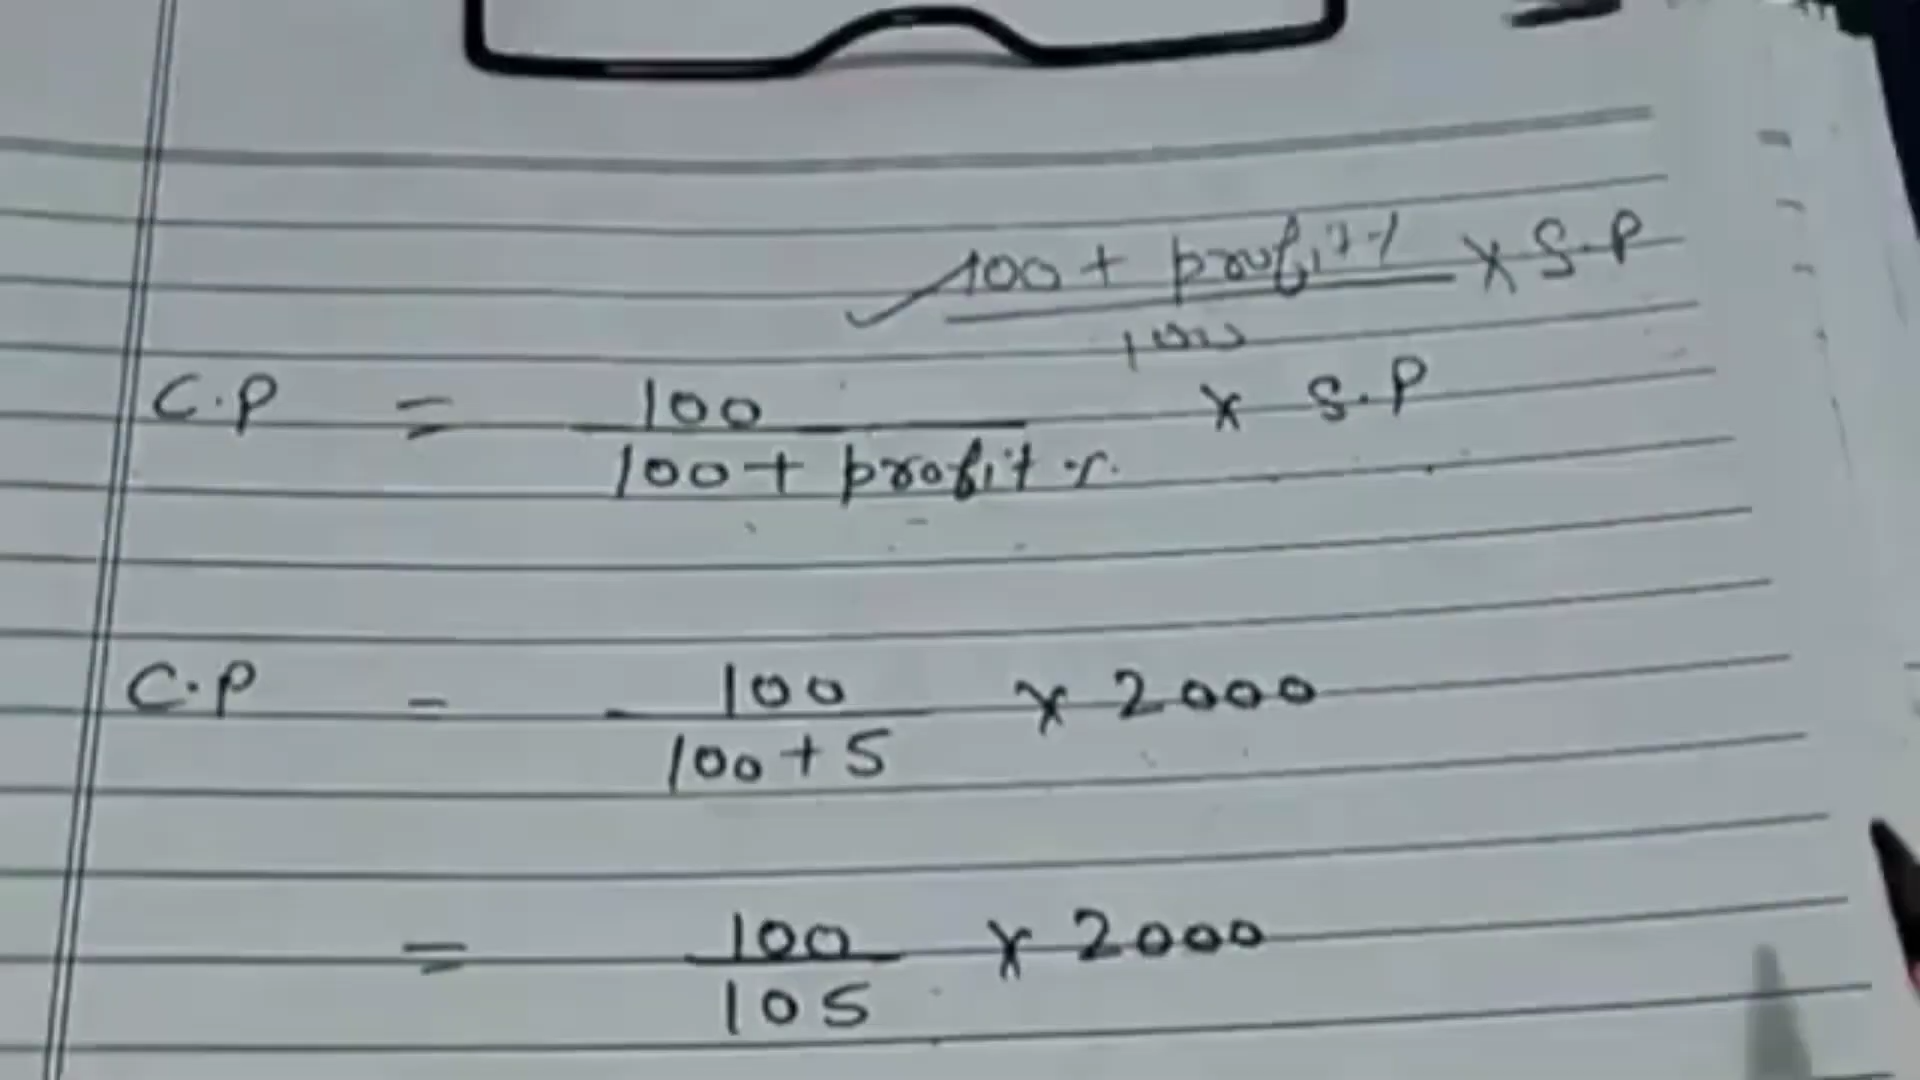 100 + profit % × S.P
100
C.P = 100 × S.P
100 + profit %
C.P - 100 × 2000
100 + 5
= 100 × 2000
105